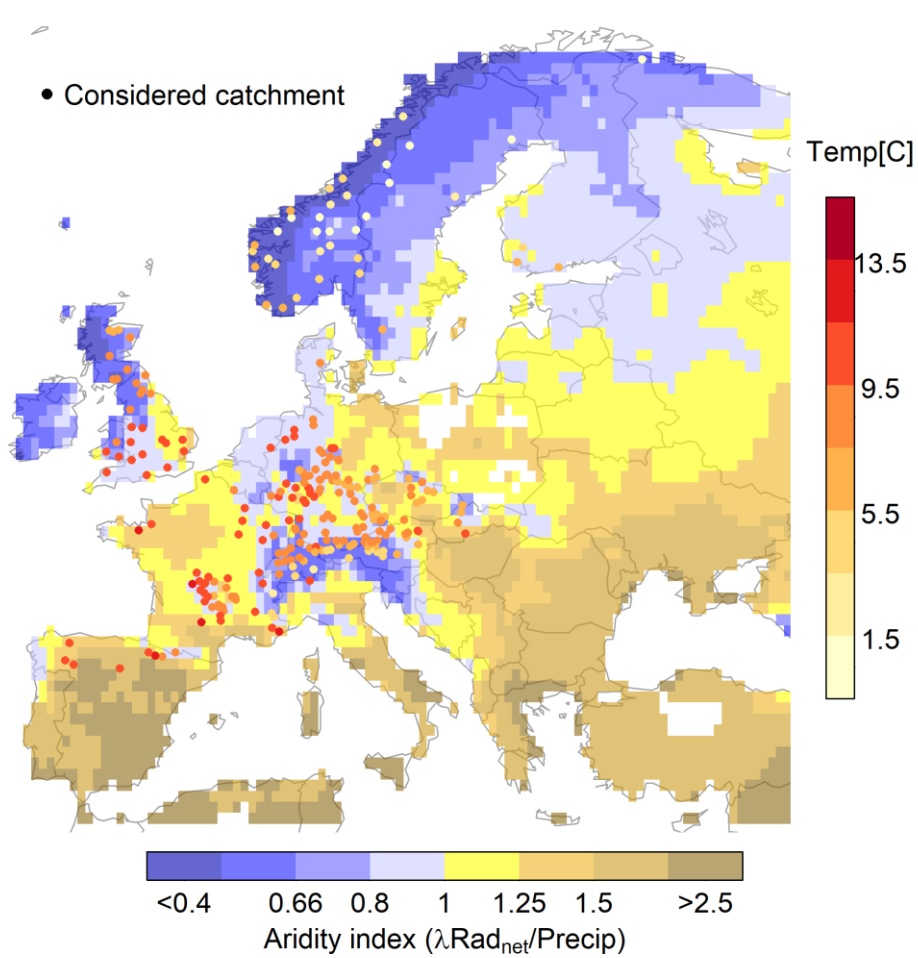 ● Considered catchment
Temp[C]
13.5
9.5
5.5
1.5
<0.4 0.66 0.8 1 1.25 1.5 >2.5
Aridity index (λRadnet/Precip)